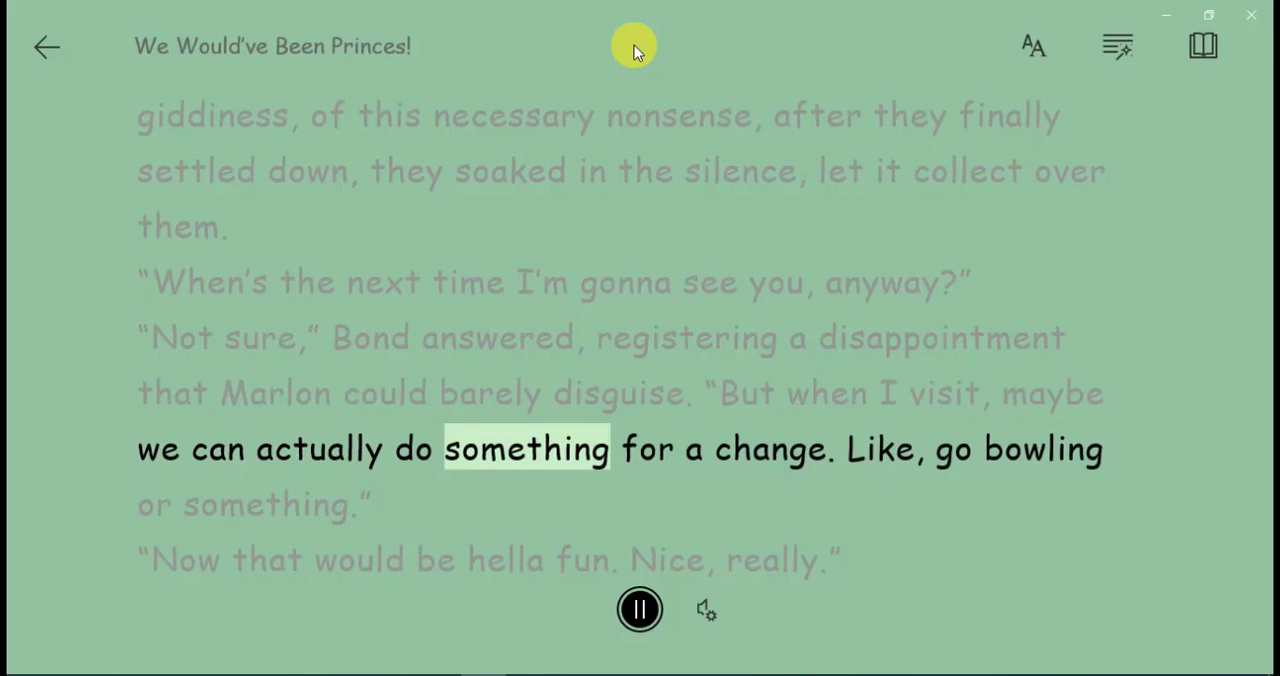 We Would've Been Princes!
AA
giddiness, of this necessary nonsense, after they finally
settled down, they soaked in the silence, let it collect over
them.
“When’s the next time I’m gonna see you, anyway?”
“Not sure,” Bond answered, registering a disappointment
that Marlon could barely disguise. “But when I visit, maybe
we can actually do something for a change. Like, go bowling
or something.”
“Now that would be hella fun. Nice, really.”